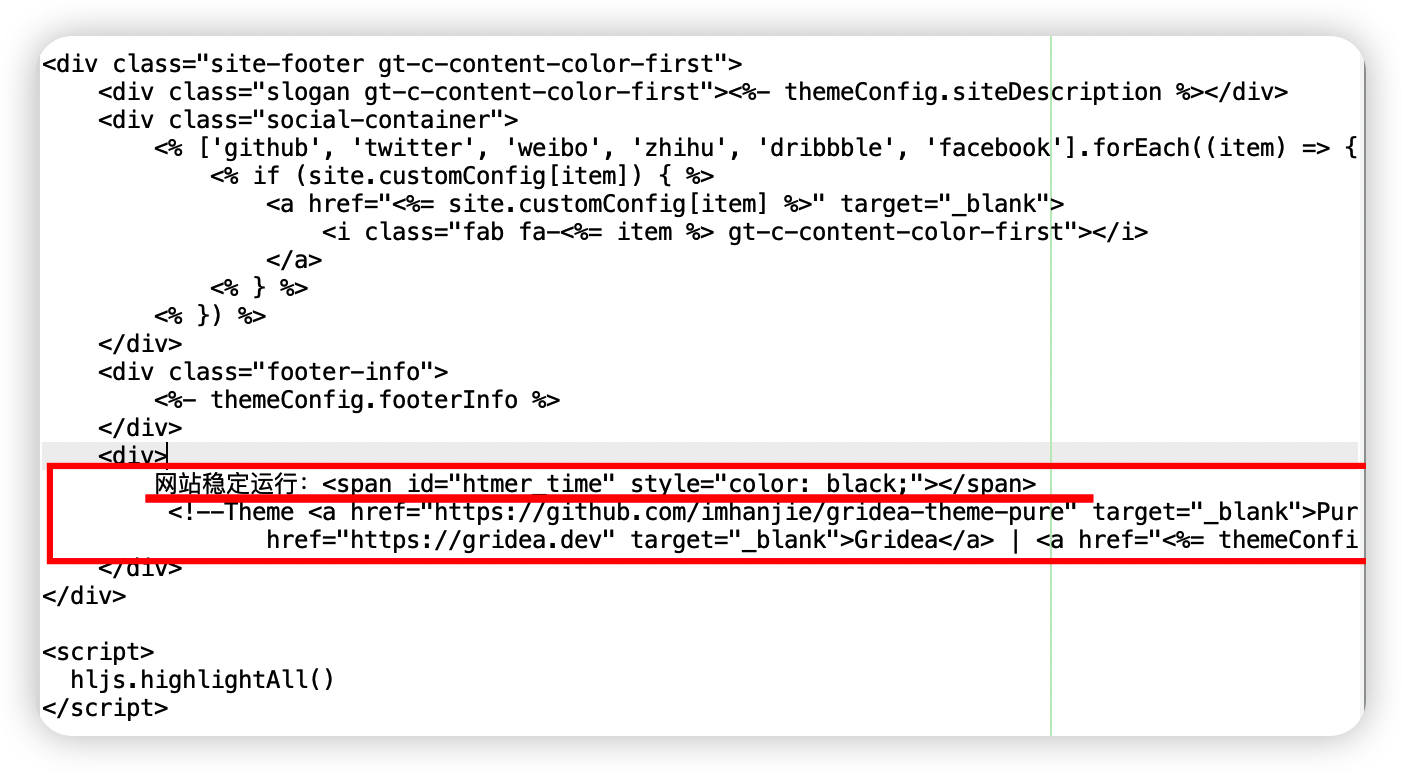 <div class="site-footer gt-c-content-color-first">
    <div class="slogan gt-c-content-color-first"><%- themeConfig.siteDescription %></div>
    <div class="social-container">
        <% ['github', 'twitter', 'weibo', 'zhihu', 'dribbble', 'facebook'].forEach((item) => {
            <% if (site.customConfig[item]) { %>
                <a href="<%= site.customConfig[item] %>" target="_blank">
                    <i class="fab fa-<%= item %> gt-c-content-color-first"></i>
                </a>
            <% } %>
        <% }) %>
    </div>
    <div class="footer-info">
        <%- themeConfig.footerInfo %>
    </div>
    <div>
        网站稳定运行：<span id="htmer_time" style="color: black;"></span>
         <!--Theme <a href="https://github.com/imhanjie/gridea-theme-pure" target="_blank">Pur
                href="https://gridea.dev" target="_blank">Gridea</a> | <a href="<%= themeConfi
    </div>
</div>

<script>
  hljs.highlightAll()
</script>